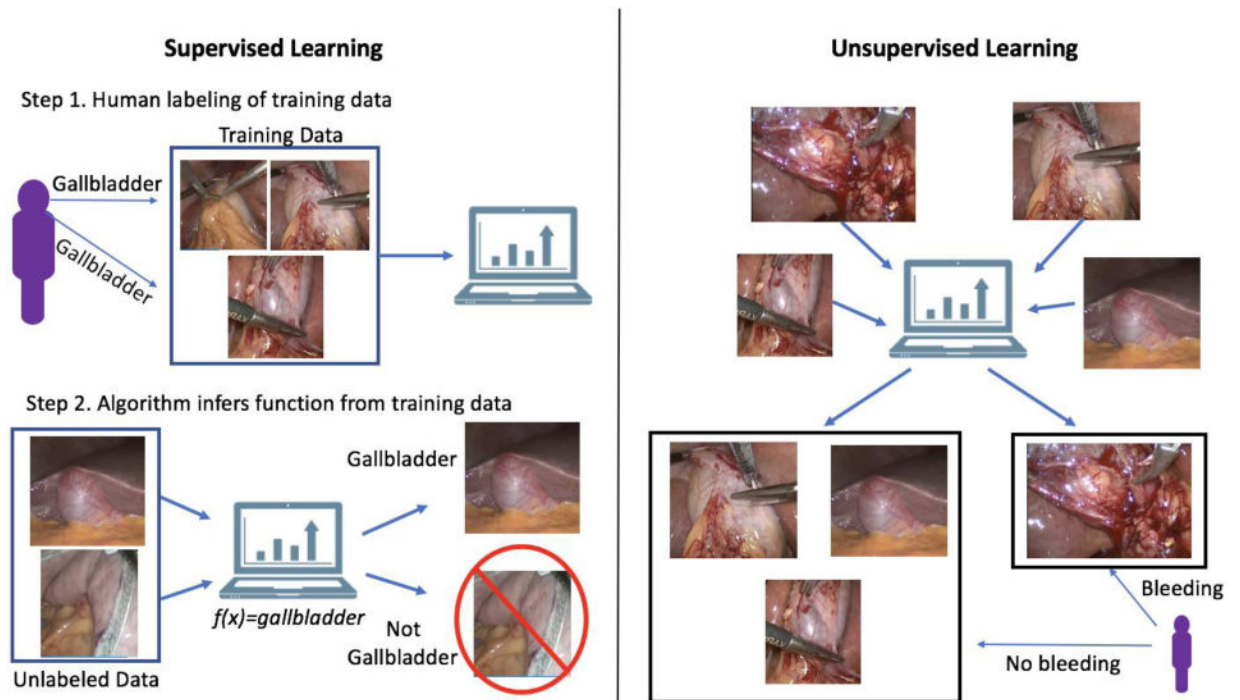 Supervised Learning
Step 1. Human labeling of training data
Training Data
Gallbladder
Gallbladder
Step 2. Algorithm infers function from training data
Gallbladder
f(x)=gallbladder
Not
Gallbladder
Unlabeled Data
Unsupervised Learning
Bleeding
No bleeding